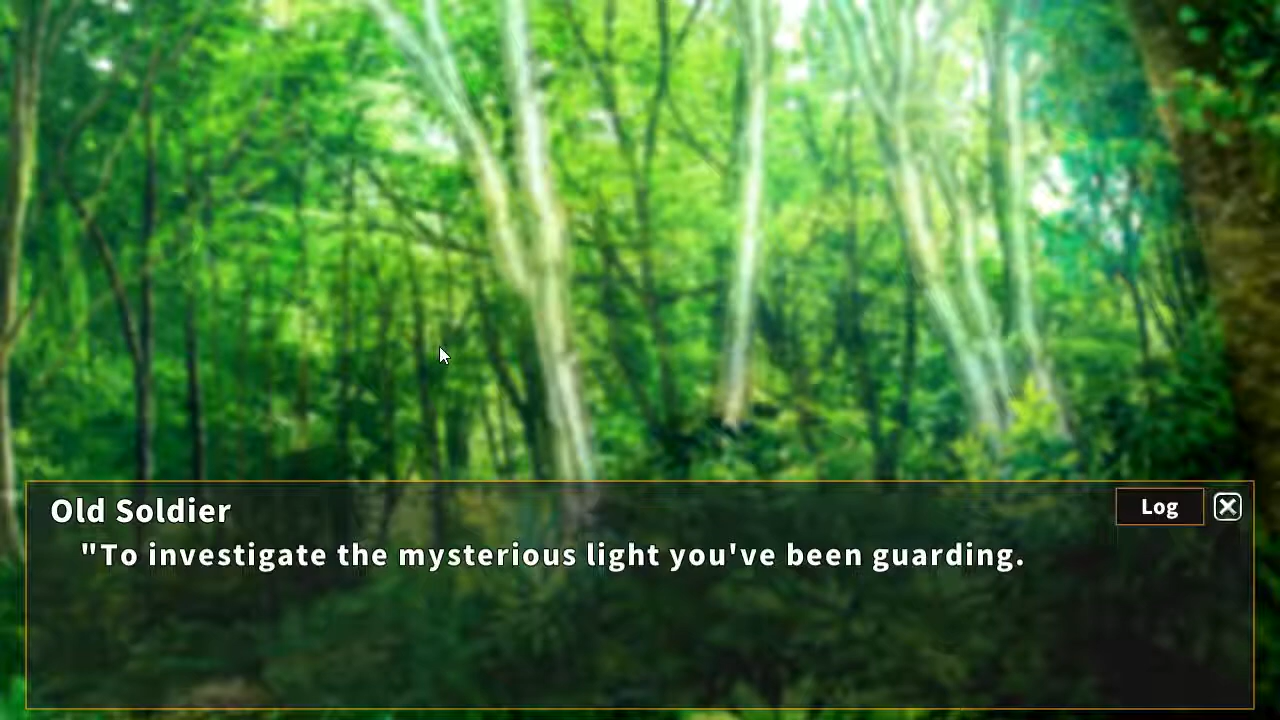 Old Soldier
Log
"To investigate the mysterious light you've been guarding.